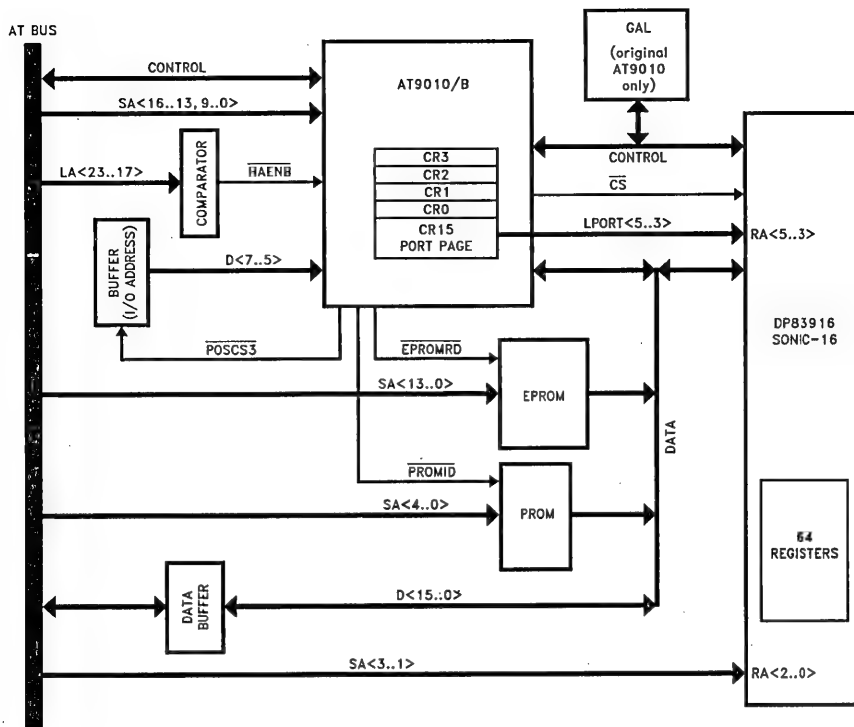 AT BUS
CONTROL
SA<16..13, 9..0>
LA<23..17>
COMPARATOR
HAENB
BUFFER
(I/O ADDRESS)
D<7..5>
POSCS3
AT9010/B
CR3
CR2
CR1
CR0
CR15
PORT PAGE
GAL
(original
AT9010
only)
CONTROL
CS
LPORT<5..3>
RA<5..3>
DP83916
SONIC-16
EPROMRD
SA<13..0>
EPROM
DATA
PROMID
SA<4..0>
PROM
64
REGISTERS
DATA
BUFFER
D<15..0>
SA<3..1>
RA<2..0>